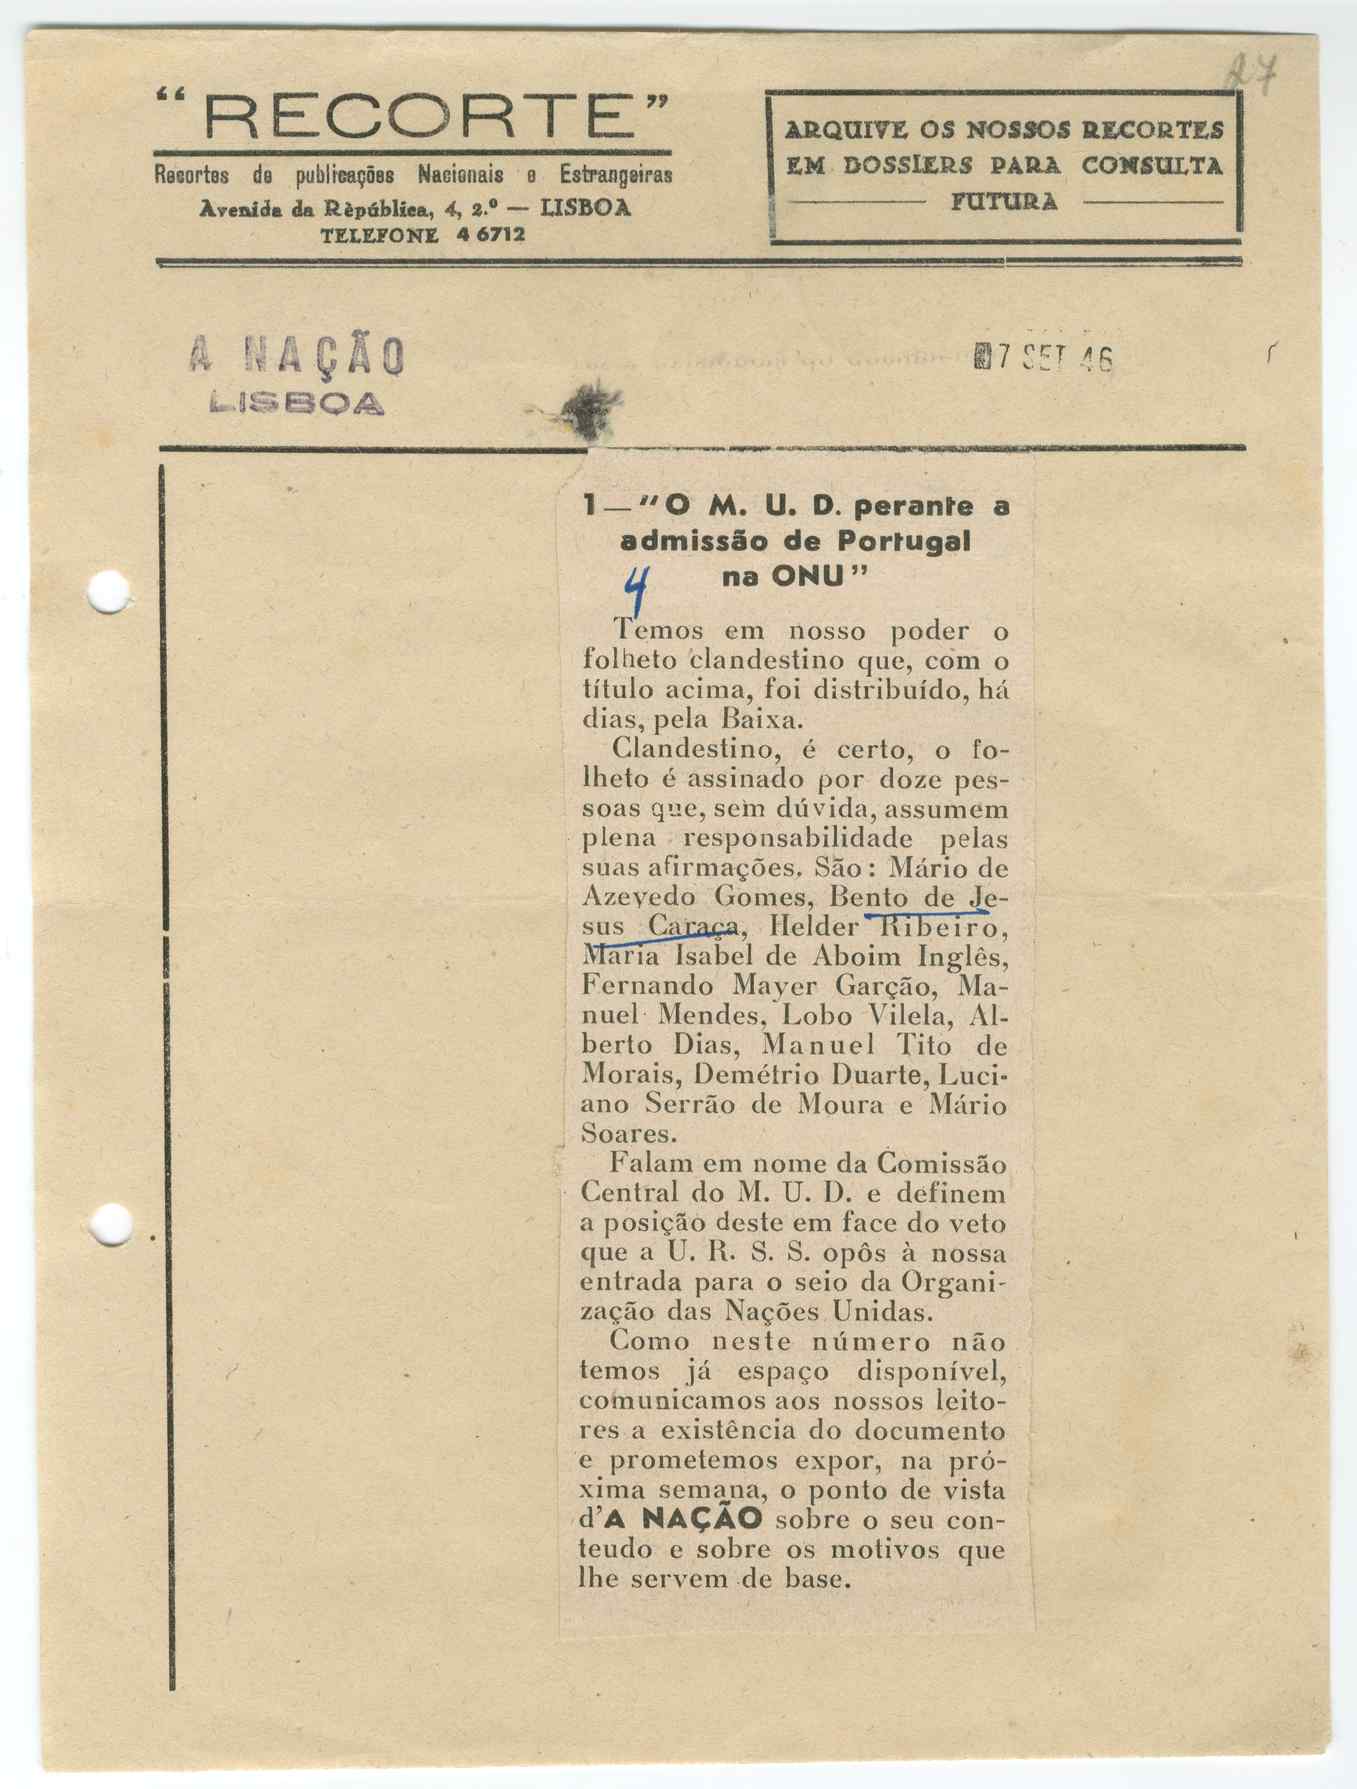 27
“RECORTE”
Recortes de publicações Nacionais e Estrangeiras
Avenida da Rèpública, 4, 2.º — LISBOA
TELEFONE 4 6712
ARQUIVE OS NOSSOS RECORTES
EM DOSSIERS PARA CONSULTA
FUTURA
A NAÇÃO
LISBOA
07 SET 46
1—“O M. U. D. perante a
admissão de Portugal
na ONU”
4
Temos em nosso poder o
folheto clandestino que, com o
título acima, foi distribuído, há
dias, pela Baixa.
Clandestino, é certo, o fo-
lheto é assinado por doze pes-
soas que, sem dúvida, assumem
plena responsabilidade pelas
suas afirmações. São: Mário de
Azevedo Gomes, Bento de Je-
sus Caraça, Helder Ribeiro,
Maria Isabel de Aboim Inglês,
Fernando Mayer Garção, Ma-
nuel Mendes, Lobo Vilela, Al-
berto Dias, Manuel Tito de
Morais, Demétrio Duarte, Luci-
ano Serrão de Moura e Mário
Soares.
Falam em nome da Comissão
Central do M. U. D. e definem
a posição deste em face do veto
que a U. R. S. S. opôs à nossa
entrada para o seio da Organi-
zação das Nações Unidas.
Como neste número não
temos já espaço disponível,
comunicamos aos nossos leito-
res a existência do documento
e prometemos expor, na pró-
xima semana, o ponto de vista
d’A NAÇÃO sobre o seu con-
teudo e sobre os motivos que
lhe servem de base.